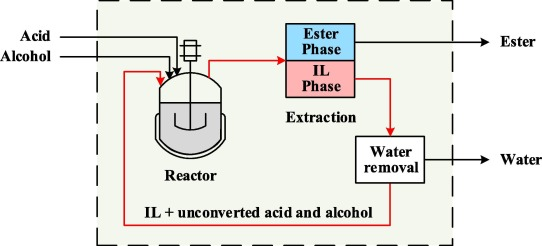 Acid
Alcohol
Ester
Phase
IL
Phase
Ester
Extraction
Reactor
Water
removal
Water
IL + unconverted acid and alcohol